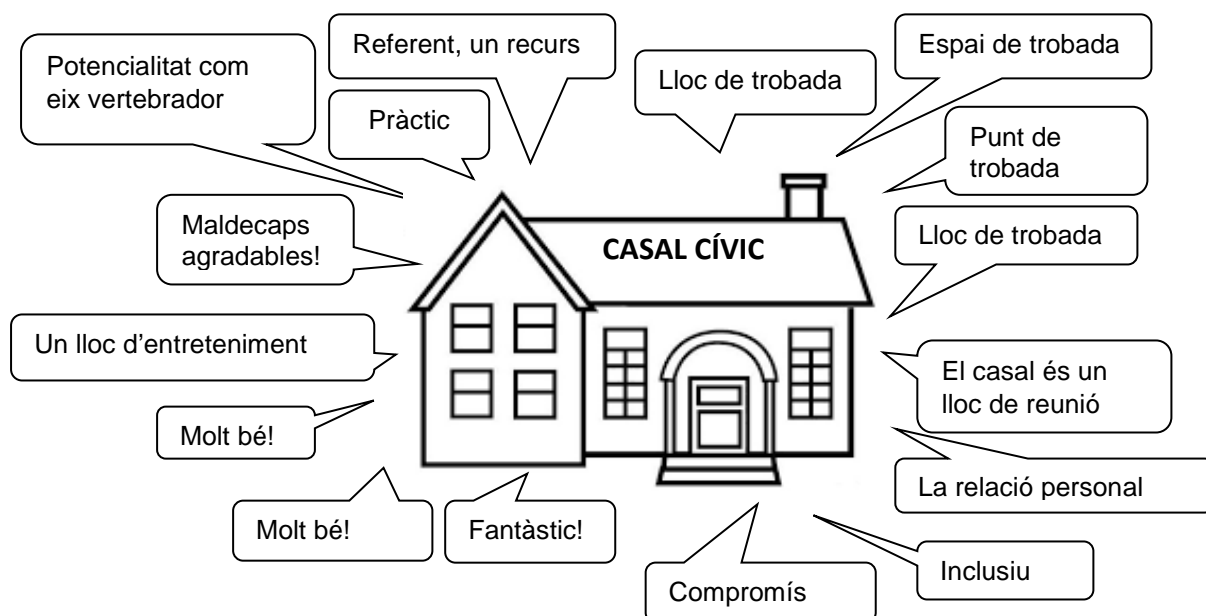 Referent, un recurs
Espai de trobada
Potencialitat com
eix vertebrador
Lloc de trobada
Pràctic
Punt de
trobada
Maldecaps
agradables!
CASAL CÍVIC
Lloc de trobada
Un lloc d’entreteniment
El casal és un
lloc de reunió
Molt bé!
La relació personal
Molt bé!
Fantàstic!
Inclusiu
Compromís